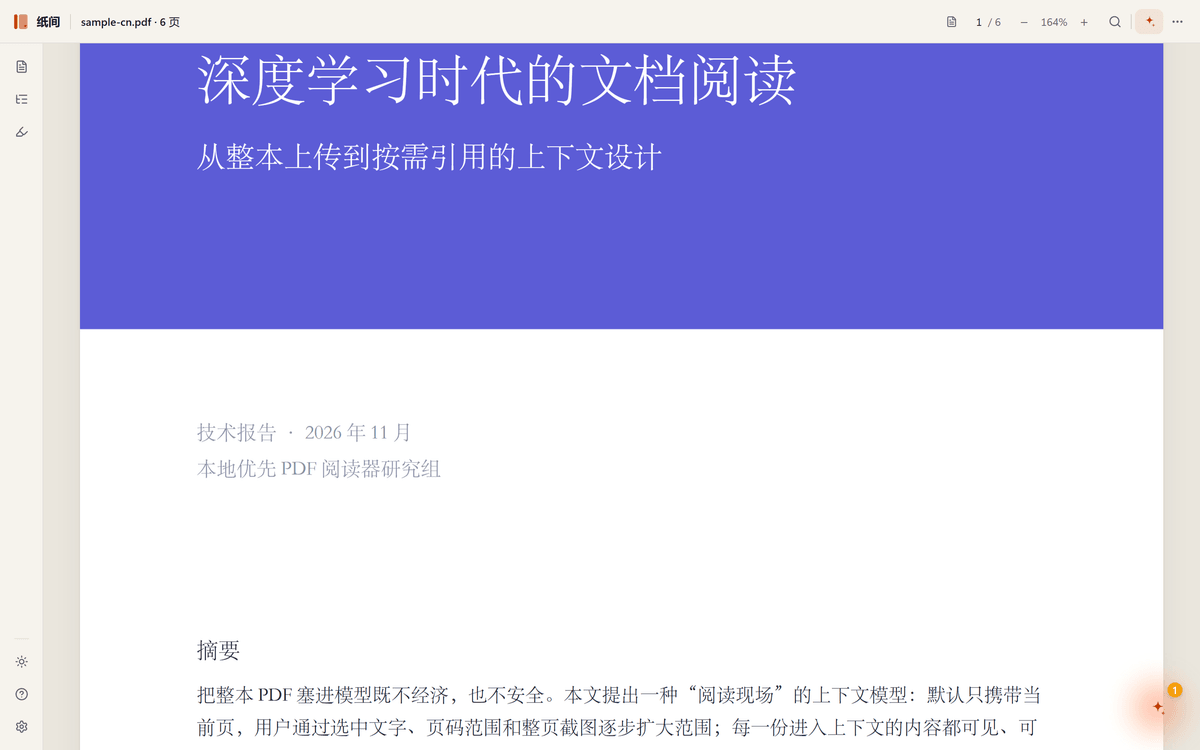 纸间 sample-cn.pdf · 6 页 1 / 6 − 164% +
深度学习时代的文档阅读
从整本上传到按需引用的上下文设计
技术报告 · 2026 年 11 月
本地优先 PDF 阅读器研究组
摘要
把整本 PDF 塞进模型既不经济，也不安全。本文提出一种“阅读现场”的上下文模型：默认只携带当
前页，用户通过选中文字、页码范围和整页截图逐步扩大范围；每一份进入上下文的内容都可见、可
1